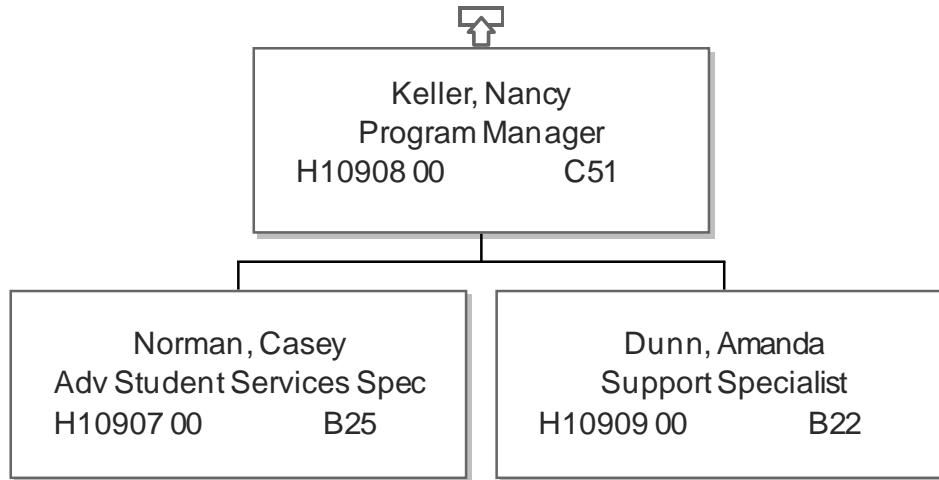 Keller, Nancy
Program Manager
H10908 00 C51
Norman, Casey
Adv Student Services Spec
H10907 00 B25
Dunn, Amanda
Support Specialist
H10909 00 B22